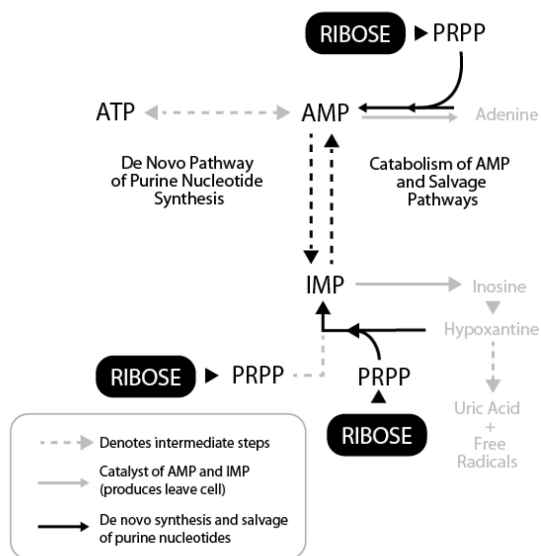 RIBOSE PRPP
ATP AMP Adenine
De Novo Pathway
of Purine Nucleotide
Synthesis
Catabolism of AMP
and Salvage
Pathways
IMP Inosine
Hypoxantine
RIBOSE PRPP PRPP
RIBOSE
Uric Acid
+
Free
Radicals
Denotes intermediate steps
Catalyst of AMP and IMP
(produces leave cell)
De novo synthesis and salvage
of purine nucleotides